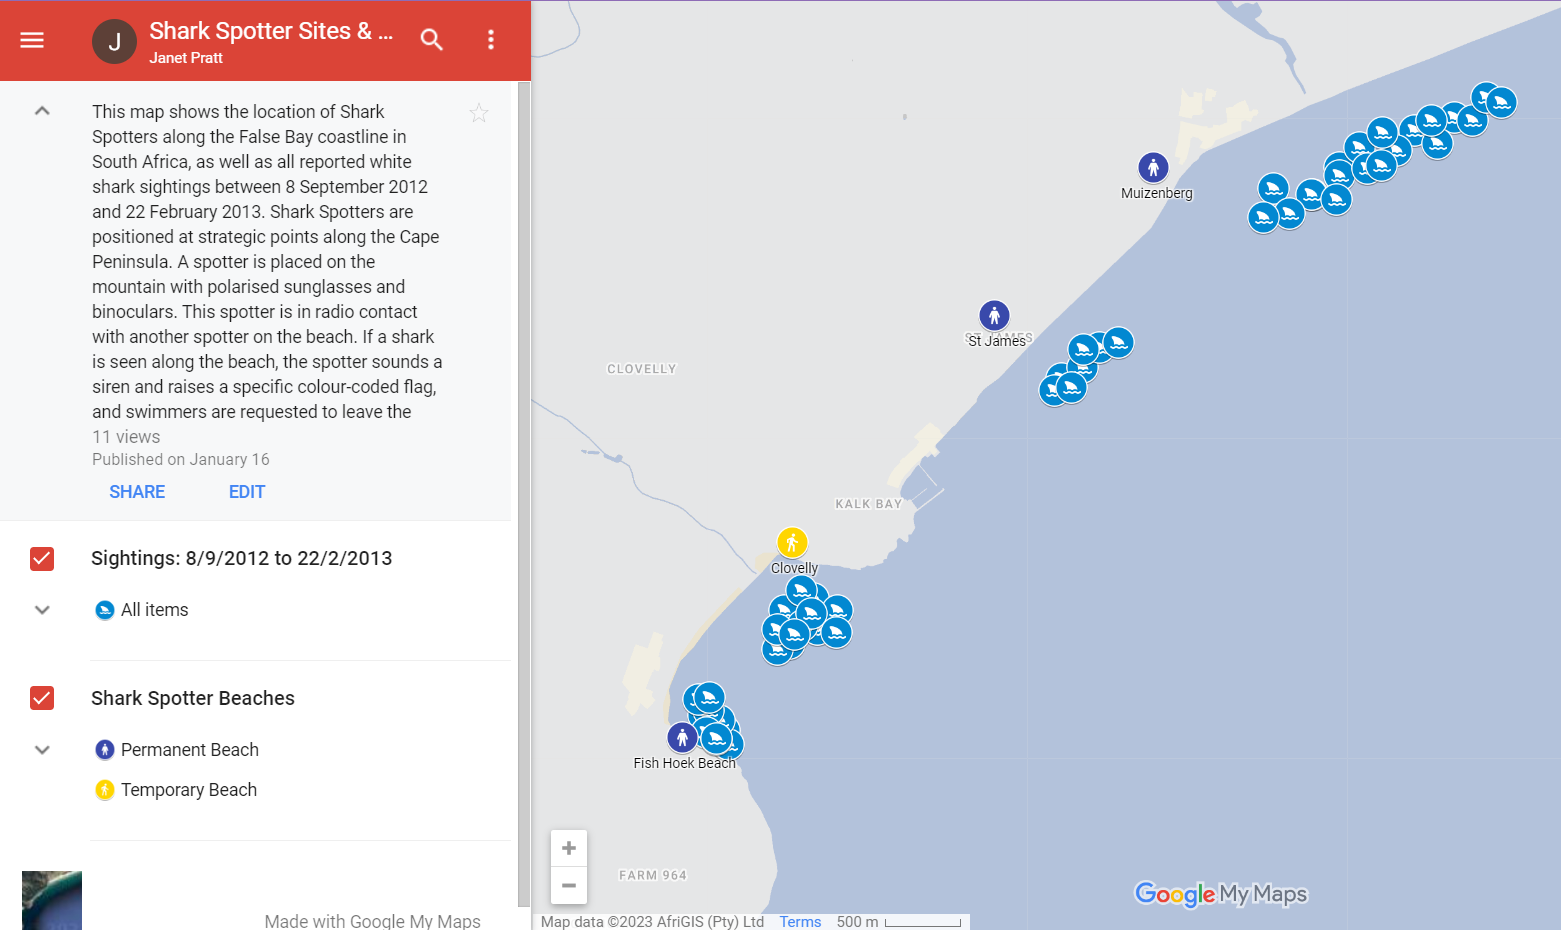 Shark Spotter Sites & ...
J
Janet Pratt
This map shows the location of Shark
Spotters along the False Bay coastline in
South Africa, as well as all reported white
shark sightings between 8 September 2012
and 22 February 2013. Shark Spotters are
positioned at strategic points along the Cape
Peninsula. A spotter is placed on the
mountain with polarised sunglasses and
binoculars. This spotter is in radio contact
with another spotter on the beach. If a shark
is seen along the beach, the spotter sounds a
siren and raises a specific colour-coded flag,
and swimmers are requested to leave the
11 views
Published on January 16
SHARE EDIT
Sightings: 8/9/2012 to 22/2/2013
All items
Shark Spotter Beaches
Permanent Beach
Temporary Beach
Made with Google My Maps
Muizenberg
ST JAMES
St James
CLOVELLY
KALK BAY
Clovelly
Fish Hoek Beach
FARM 964
+
−
Google My Maps
Map data ©2023 AfriGIS (Pty) Ltd Terms 500 m